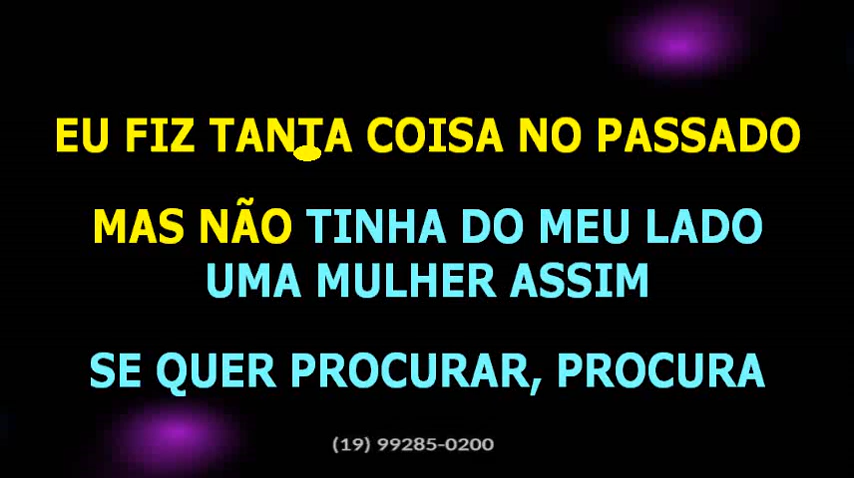 EU FIZ TANTA COISA NO PASSADO
MAS NÃO TINHA DO MEU LADO
UMA MULHER ASSIM
SE QUER PROCURAR, PROCURA
(19) 99285-0200